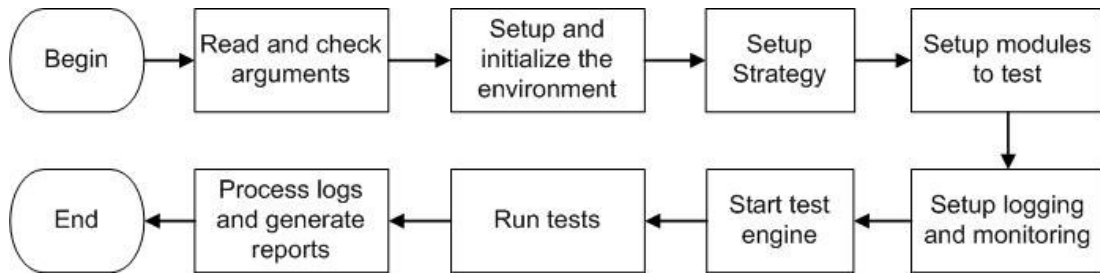 Begin
Read and check
arguments
Setup and
initialize the
environment
Setup
Strategy
Setup modules
to test
Setup logging
and monitoring
Start test
engine
Run tests
Process logs
and generate
reports
End